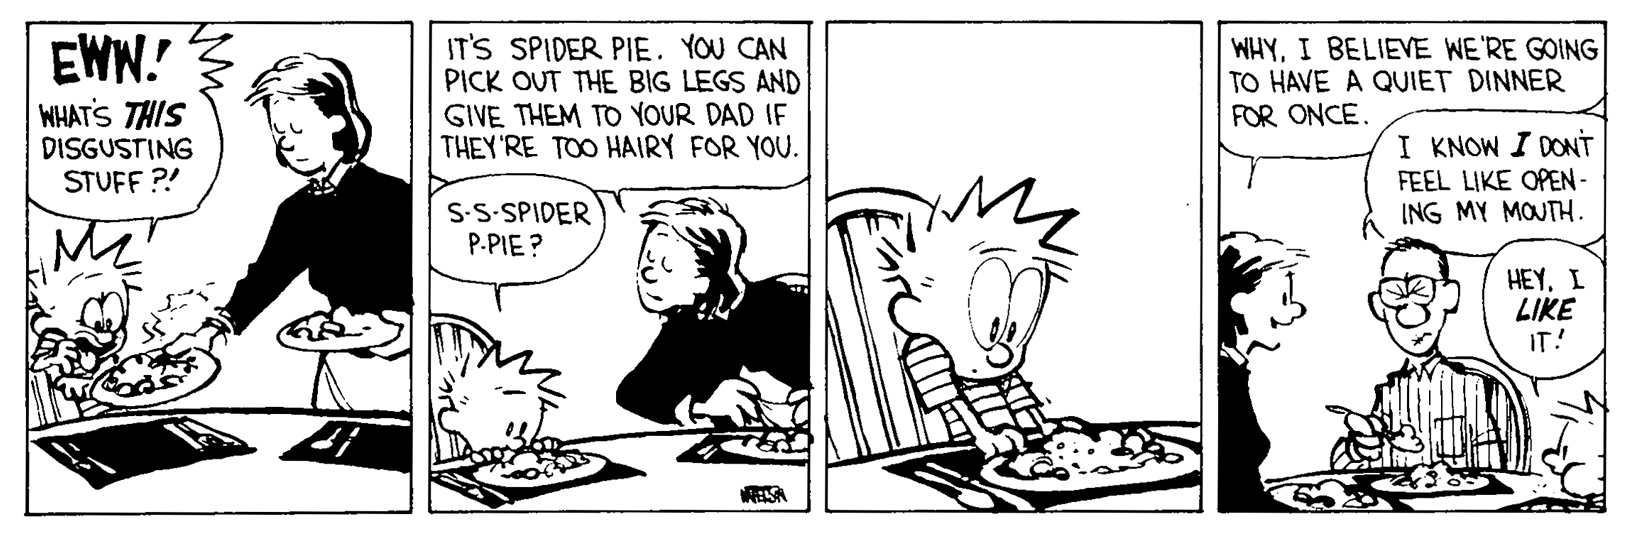 EWW!
WHAT'S THIS
DISGUSTING
STUFF?!
IT'S SPIDER PIE. YOU CAN
PICK OUT THE BIG LEGS AND
GIVE THEM TO YOUR DAD IF
THEY'RE TOO HAIRY FOR YOU.
S-S-SPIDER
P-PIE?
WATTERSON
WHY, I BELIEVE WE'RE GOING
TO HAVE A QUIET DINNER
FOR ONCE.
I KNOW I DON'T
FEEL LIKE OPEN-
ING MY MOUTH.
HEY, I
LIKE
IT!